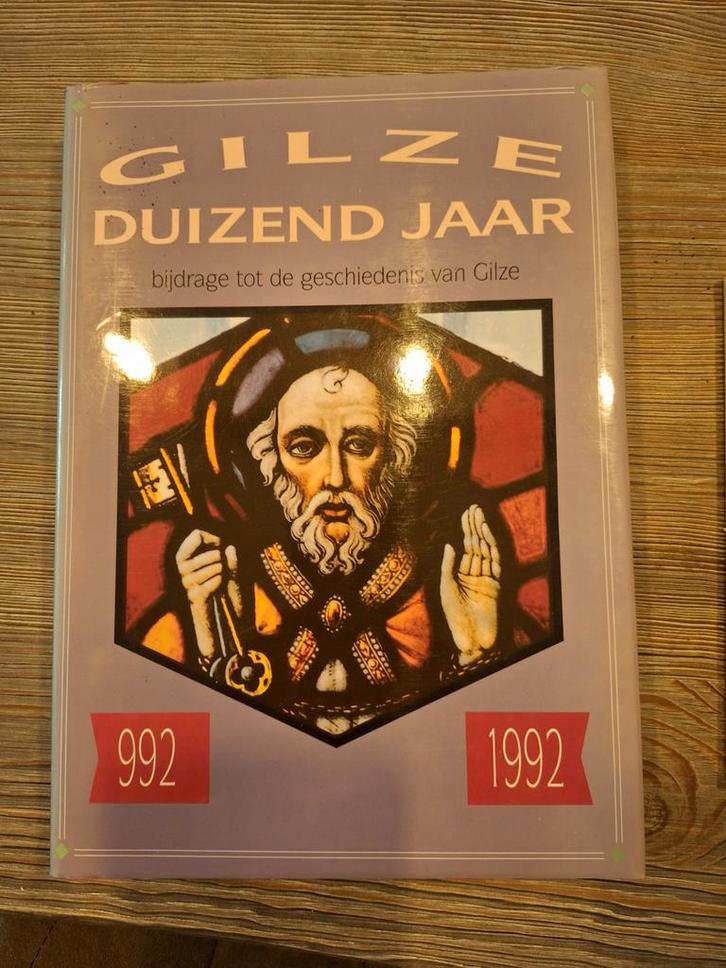 GILZE
DUIZEND JAAR
bijdrage tot de geschiedenis van Gilze
992
1992